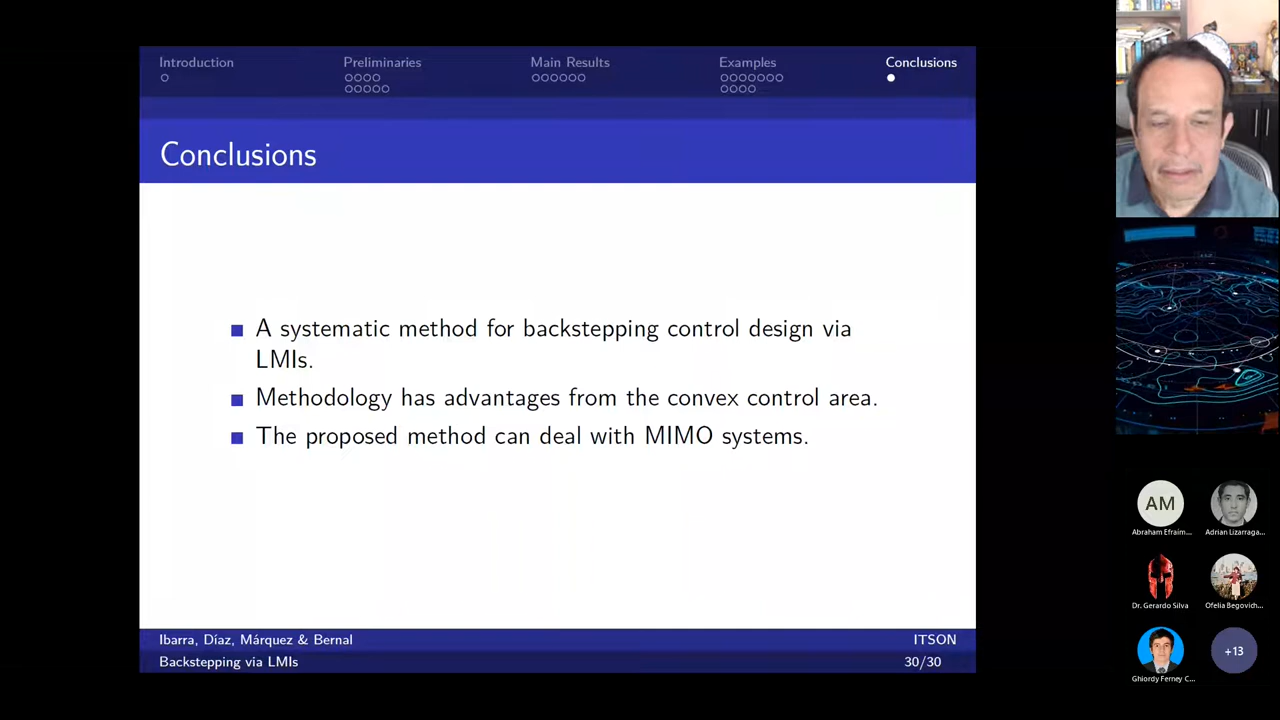 Introduction
Preliminaries
Main Results
Examples
Conclusions
Conclusions
A systematic method for backstepping control design via
LMIs.
Methodology has advantages from the convex control area.
The proposed method can deal with MIMO systems.
Ibarra, Díaz, Márquez & Bernal
ITSON
Backstepping via LMIs
30/30
AM
Abraham Efraim...
Adrian Lizarraga...
Dr. Gerardo Silva
Ofelia Begovich...
Ghiordy Ferney C...
+13